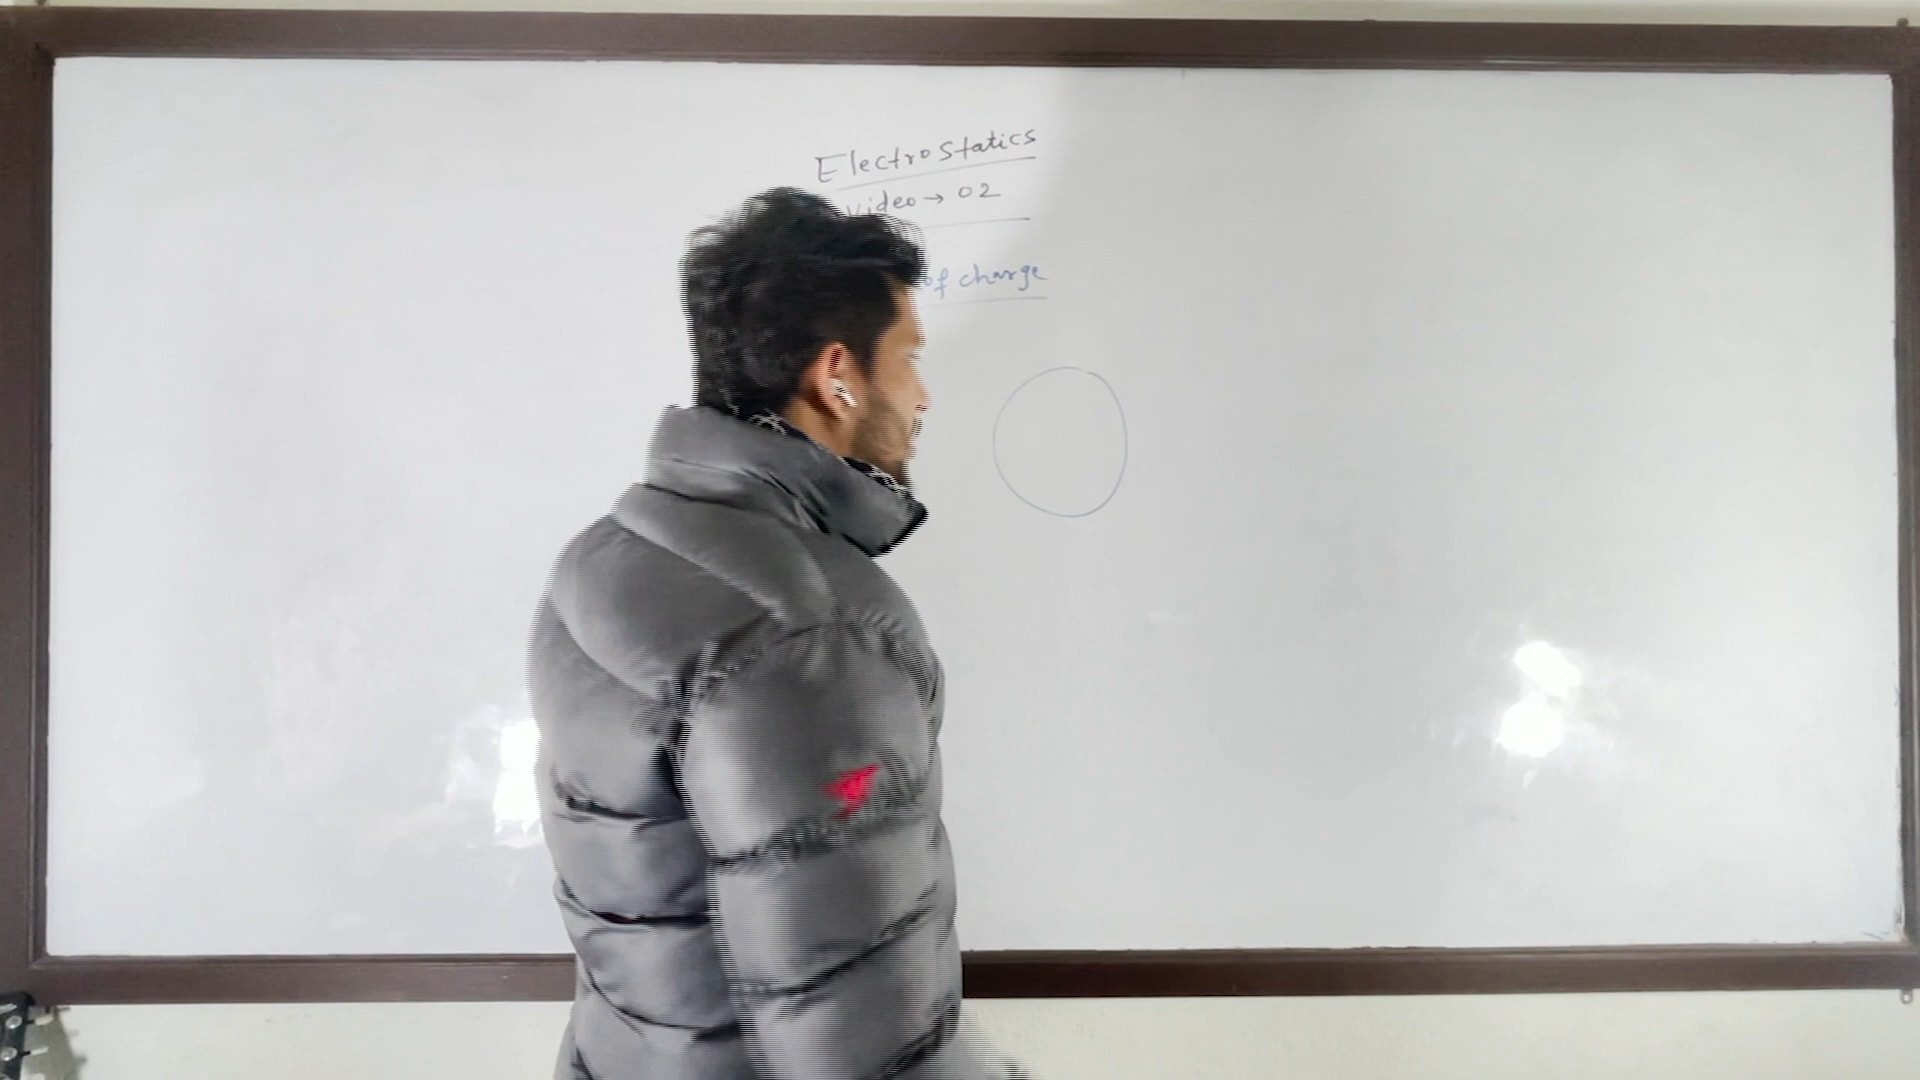 Electrostatics
Video → 02
of charge